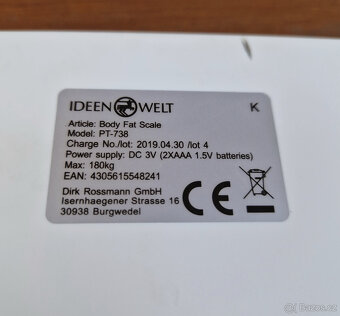 IDEEN WELT
K
Article: Body Fat Scale
Model: PT-738
Charge No./lot: 2019.04.30 /lot 4
Power supply: DC 3V (2XAAA 1.5V batteries)
Max: 180kg
EAN: 4305615548241
Dirk Rossmann GmbH
Isernhaegener Strasse 16
30938 Burgwedel
CE
Bazos.cz